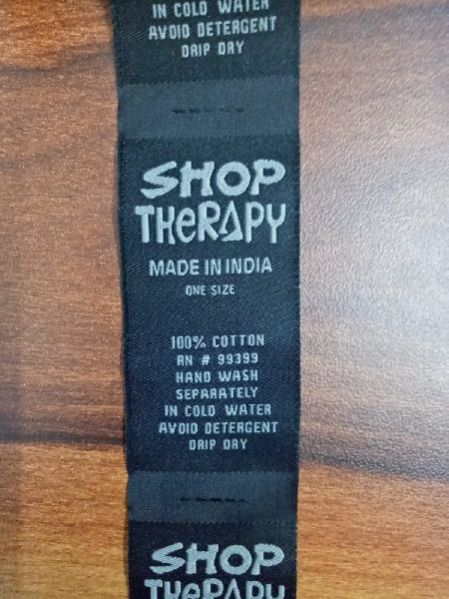 IN COLD WATER
AVOID DETERGENT
DRIP DRY
SHOP
THeRAPY
MADE IN INDIA
ONE SIZE
100% COTTON
RN # 99399
HAND WASH
SEPARATELY
IN COLD WATER
AVOID DETERGENT
DRIP DRY
SHOP
THeRAPY